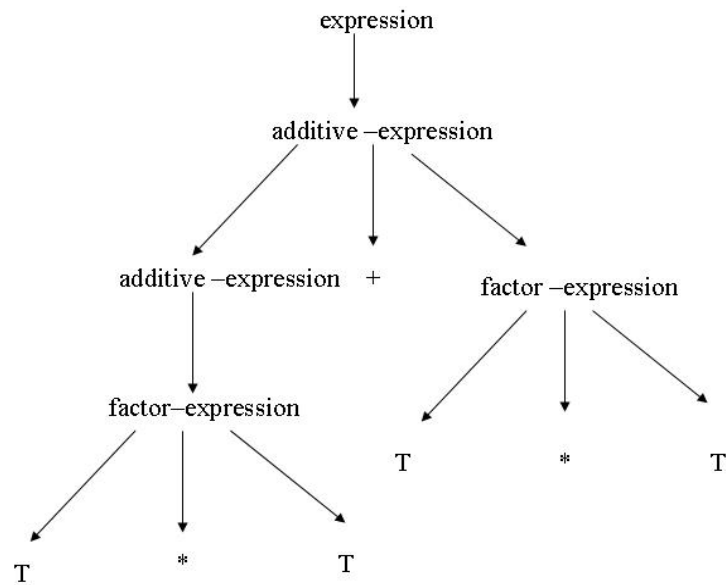 expression
additive –expression
additive –expression +
factor –expression
factor–expression
T * T
T * T